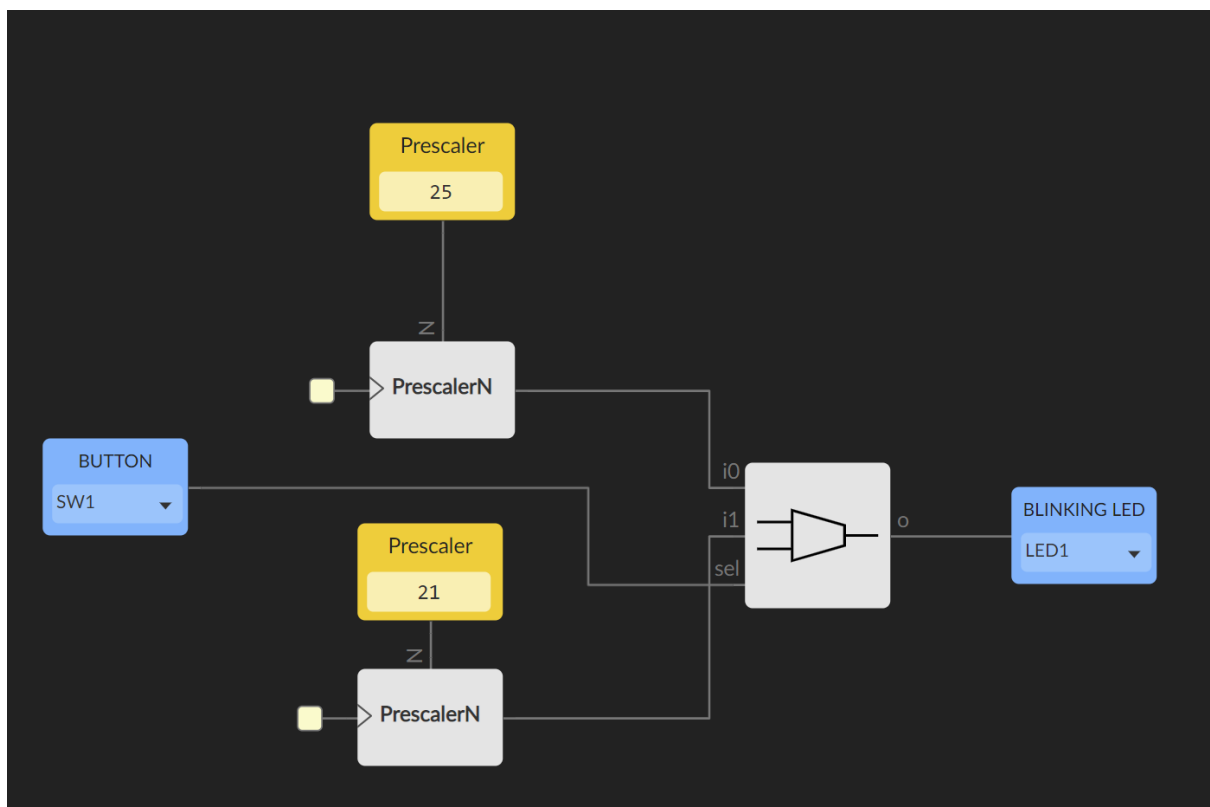 Prescaler
25
N
PrescalerN
BUTTON
SW1
i0
i1
sel
o
BLINKING LED
LED1
Prescaler
21
N
PrescalerN